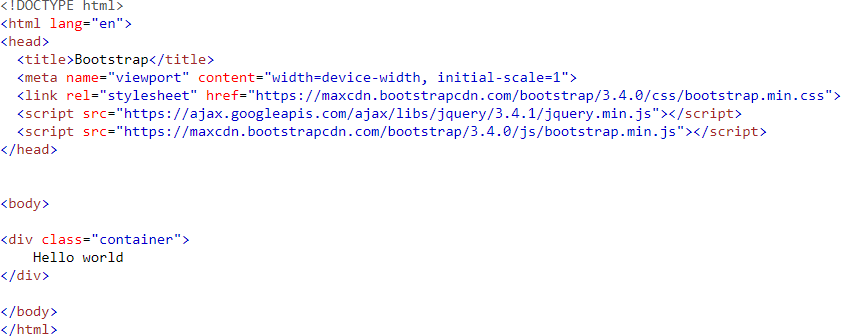 <!DOCTYPE html>
<html lang="en">
<head>
  <title>Bootstrap</title>
  <meta name="viewport" content="width=device-width, initial-scale=1">
  <link rel="stylesheet" href="https://maxcdn.bootstrapcdn.com/bootstrap/3.4.0/css/bootstrap.min.css">
  <script src="https://ajax.googleapis.com/ajax/libs/jquery/3.4.1/jquery.min.js"></script>
  <script src="https://maxcdn.bootstrapcdn.com/bootstrap/3.4.0/js/bootstrap.min.js"></script>
</head>
<body>
<div class="container">
    Hello world
</div>
</body>
</html>